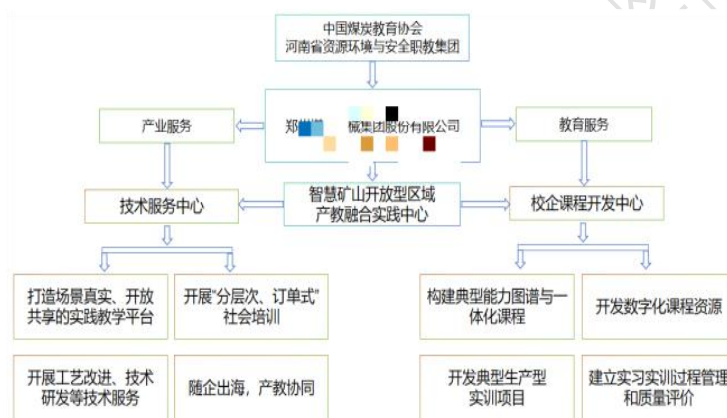 中国煤炭教育协会
河南省资源环境与安全职教集团
产业服务
郑
械集团股份有限公司
教育服务
技术服务中心
智慧矿山开放型区域
产教融合实践中心
校企课程开发中心
打造场景真实、开放
共享的实践教学平台
开展“分层次、订单式”
社会培训
构建典型能力图谱与一
体化课程
开发数字化课程资源
开展工艺改进、技术
研发等技术服务
随企出海，产教协同
开发典型生产型
实训项目
建立实习实训过程管理
和质量评价